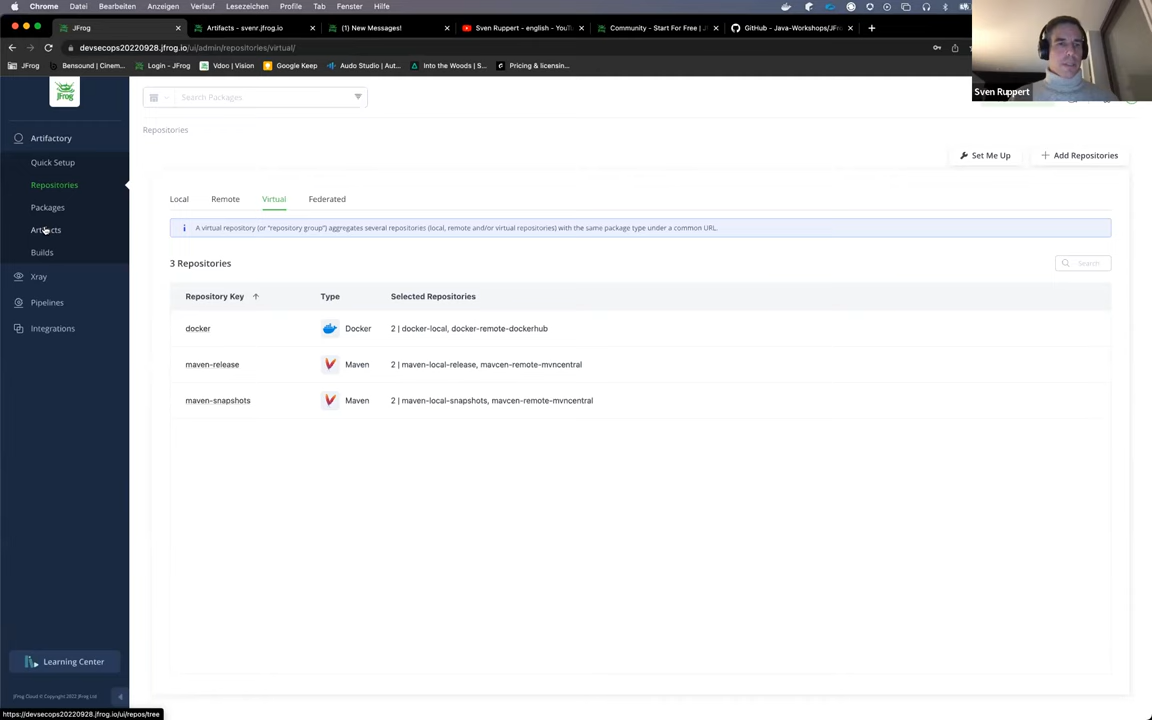 Chrome Datei Bearbeiten Anzeigen Verlauf Lesezeichen Profile Tab Fenster Hilfe
JFrog
Artifacts - svenr.jfrog.io
(1) New Messages!
Sven Ruppert - english - YouTu
Community - Start For Free | J
GitHub - Java-Workshops/JFr
devsecops20220928.jfrog.io/ui/admin/repositories/virtual/
JFrog
Bensound | Cinem...
Login - JFrog
Vdoo | Vision
Google Keep
Audo Studio | Aut...
Into the Woods | S...
Pricing & licensin...
Sven Ruppert
JFrog
Search Packages
Artifactory
Quick Setup
Repositories
Packages
Artifacts
Builds
Xray
Pipelines
Integrations
Repositories
Set Me Up
Add Repositories
Local Remote Virtual Federated
A virtual repository (or "repository group") aggregates several repositories (local, remote and/or virtual repositories) with the same package type under a common URL.
3 Repositories
Search
Repository Key Type Selected Repositories
docker Docker 2 | docker-local, docker-remote-dockerhub
maven-release Maven 2 | maven-local-release, mavcen-remote-mvncentral
maven-snapshots Maven 2 | maven-local-snapshots, mavcen-remote-mvncentral
Learning Center
JFrog Cloud © Copyright 2022 JFrog Ltd
https://devsecops20220928.jfrog.io/ui/repos/tree